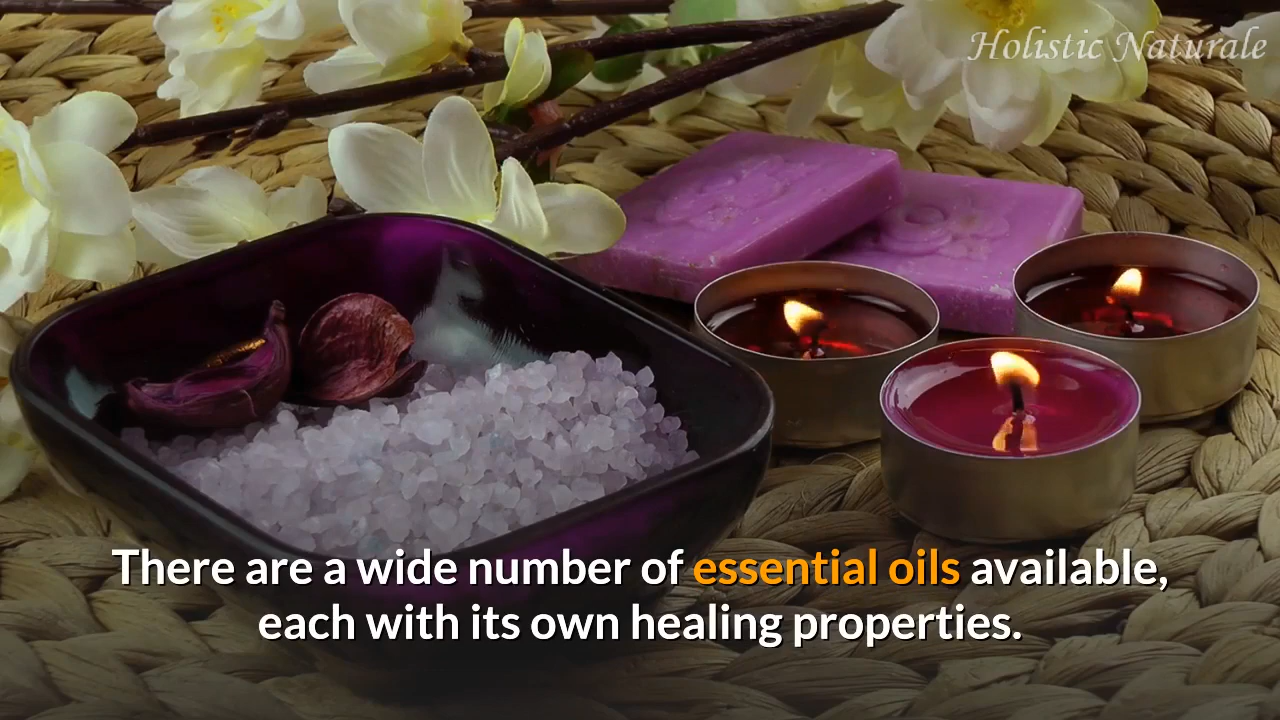 Holistic Naturale
There are a wide number of essential oils available,
each with its own healing properties.